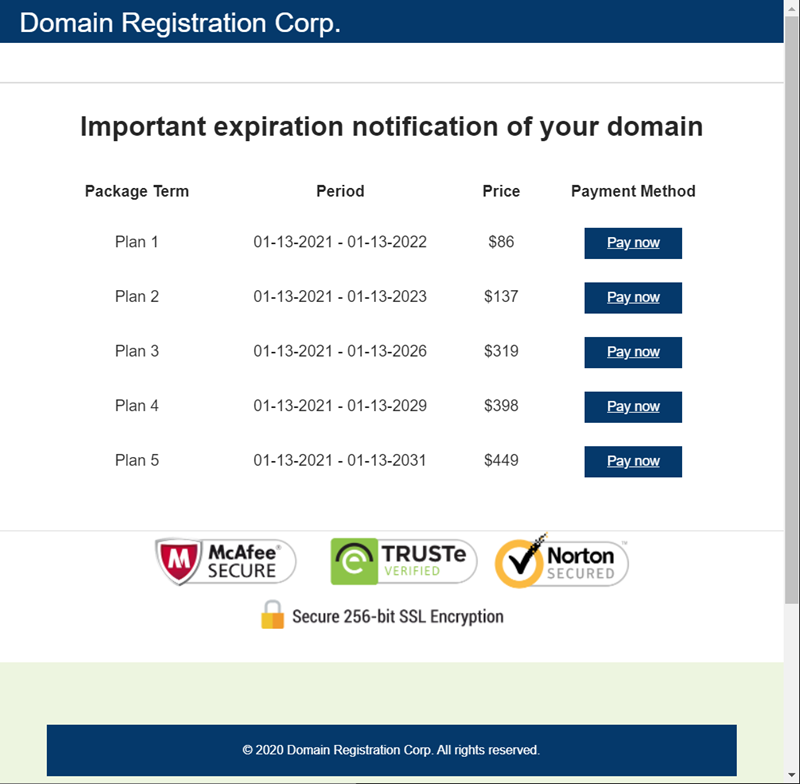 Domain Registration Corp.
Important expiration notification of your domain
Package Term Period Price Payment Method
Plan 1 01-13-2021 - 01-13-2022 $86 Pay now
Plan 2 01-13-2021 - 01-13-2023 $137 Pay now
Plan 3 01-13-2021 - 01-13-2026 $319 Pay now
Plan 4 01-13-2021 - 01-13-2029 $398 Pay now
Plan 5 01-13-2021 - 01-13-2031 $449 Pay now
McAfee® TRUSTe Norton™
SECURE VERIFIED SECURED
Secure 256-bit SSL Encryption
© 2020 Domain Registration Corp. All rights reserved.